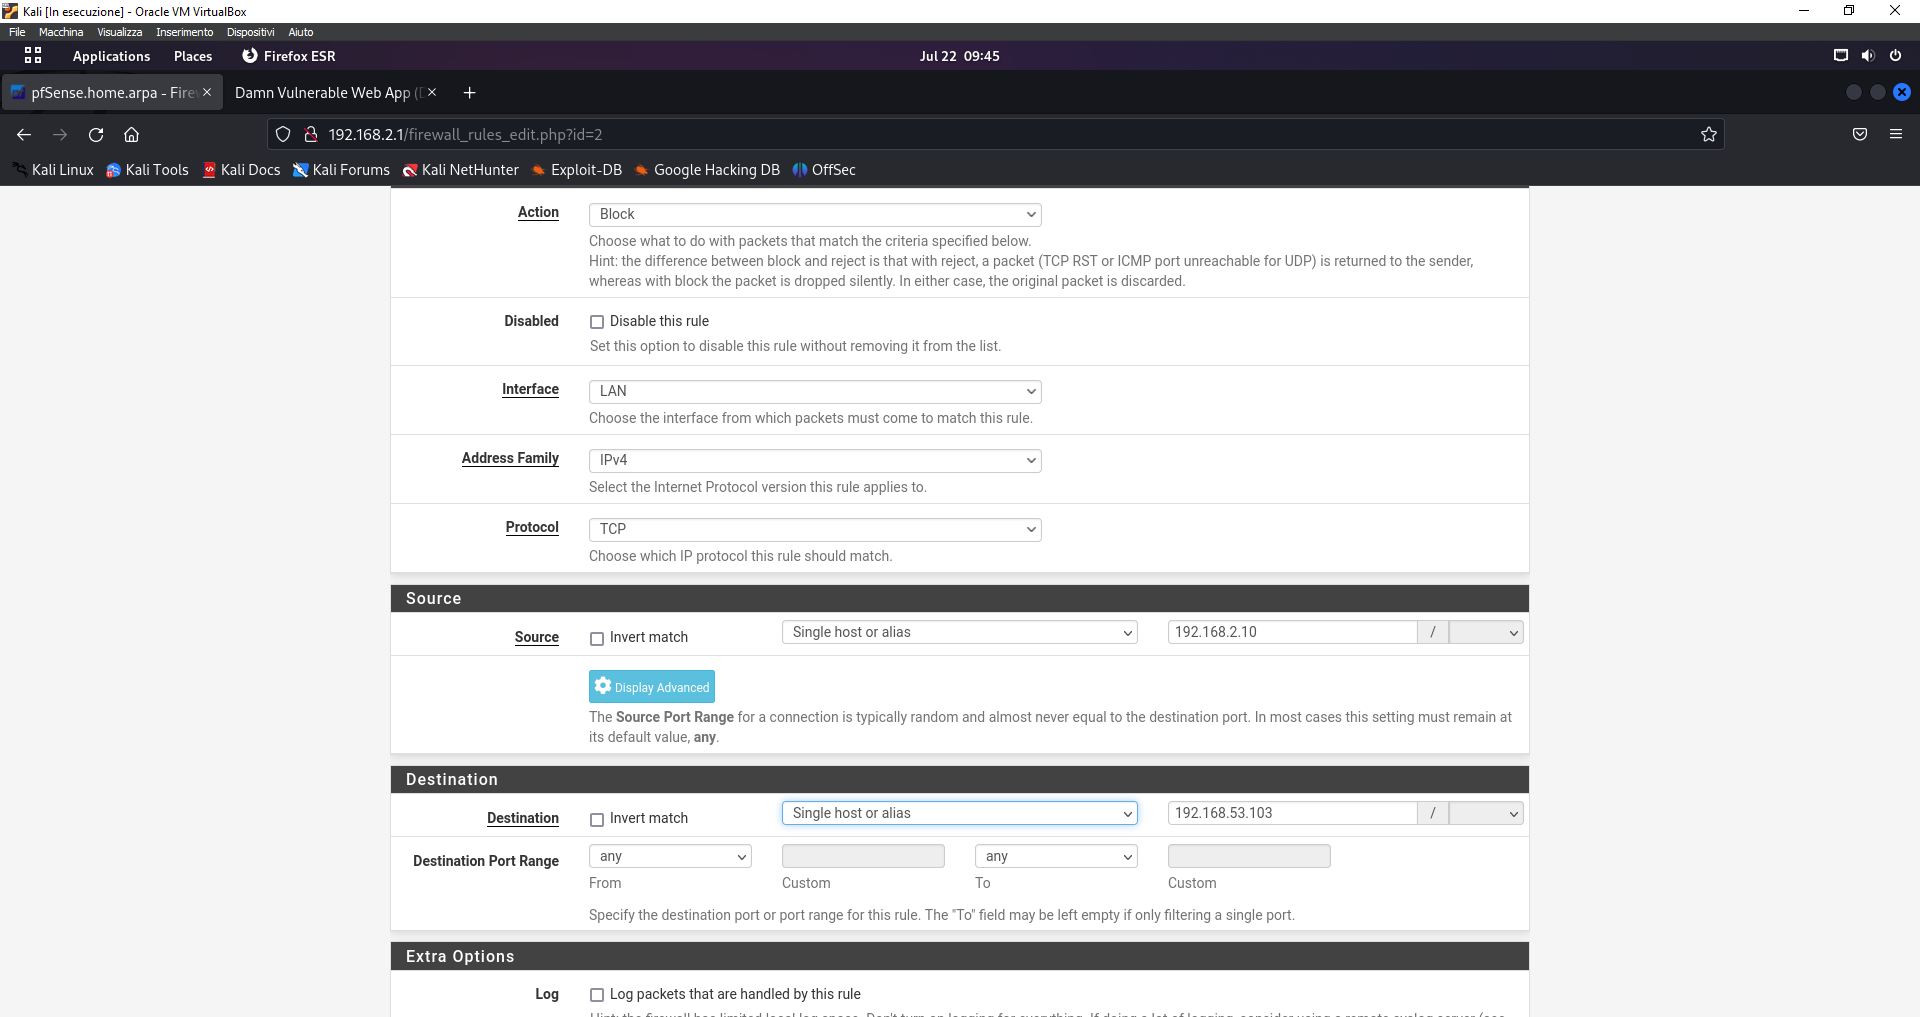 Kali [In esecuzione] - Oracle VM VirtualBox
File Macchina Visualizza Inserimento Dispositivi Aiuto
Applications Places Firefox ESR Jul 22 09:45
pfSense.home.arpa - Fire Damn Vulnerable Web App (
192.168.2.1/firewall_rules_edit.php?id=2
Kali Linux Kali Tools Kali Docs Kali Forums Kali NetHunter Exploit-DB Google Hacking DB OffSec
Action Block
Choose what to do with packets that match the criteria specified below.
Hint: the difference between block and reject is that with reject, a packet (TCP RST or ICMP port unreachable for UDP) is returned to the sender,
whereas with block the packet is dropped silently. In either case, the original packet is discarded.
Disabled Disable this rule
Set this option to disable this rule without removing it from the list.
Interface LAN
Choose the interface from which packets must come to match this rule.
Address Family IPv4
Select the Internet Protocol version this rule applies to.
Protocol TCP
Choose which IP protocol this rule should match.
Source
Source Invert match Single host or alias 192.168.2.10 /
Display Advanced
The Source Port Range for a connection is typically random and almost never equal to the destination port. In most cases this setting must remain at
its default value, any.
Destination
Destination Invert match Single host or alias 192.168.53.103 /
Destination Port Range any any
From Custom To Custom
Specify the destination port or port range for this rule. The "To" field may be left empty if only filtering a single port.
Extra Options
Log Log packets that are handled by this rule